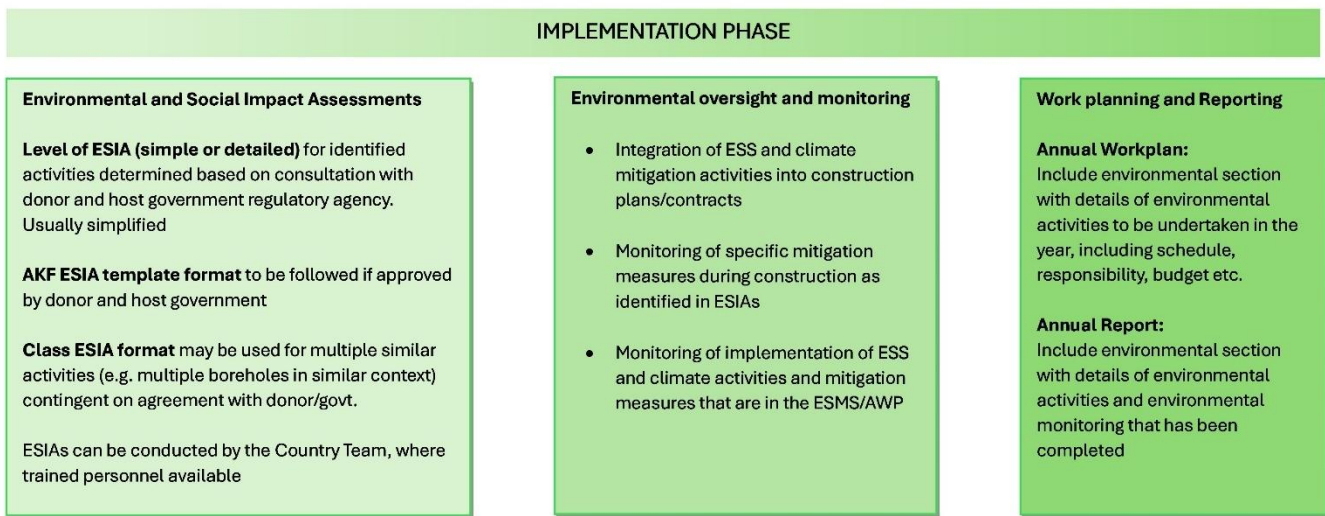 IMPLEMENTATION PHASE
Environmental and Social Impact Assessments
Level of ESIA (simple or detailed) for identified
activities determined based on consultation with
donor and host government regulatory agency.
Usually simplified
AKF ESIA template format to be followed if approved
by donor and host government
Class ESIA format may be used for multiple similar
activities (e.g. multiple boreholes in similar context)
contingent on agreement with donor/govt.
ESIAs can be conducted by the Country Team, where
trained personnel available
Environmental oversight and monitoring
• Integration of ESS and climate
mitigation activities into construction
plans/contracts
• Monitoring of specific mitigation
measures during construction as
identified in ESIAs
• Monitoring of implementation of ESS
and climate activities and mitigation
measures that are in the ESMS/AWP
Work planning and Reporting
Annual Workplan:
Include environmental section
with details of environmental
activities to be undertaken in the
year, including schedule,
responsibility, budget etc.
Annual Report:
Include environmental section
with details of environmental
activities and environmental
monitoring that has been
completed